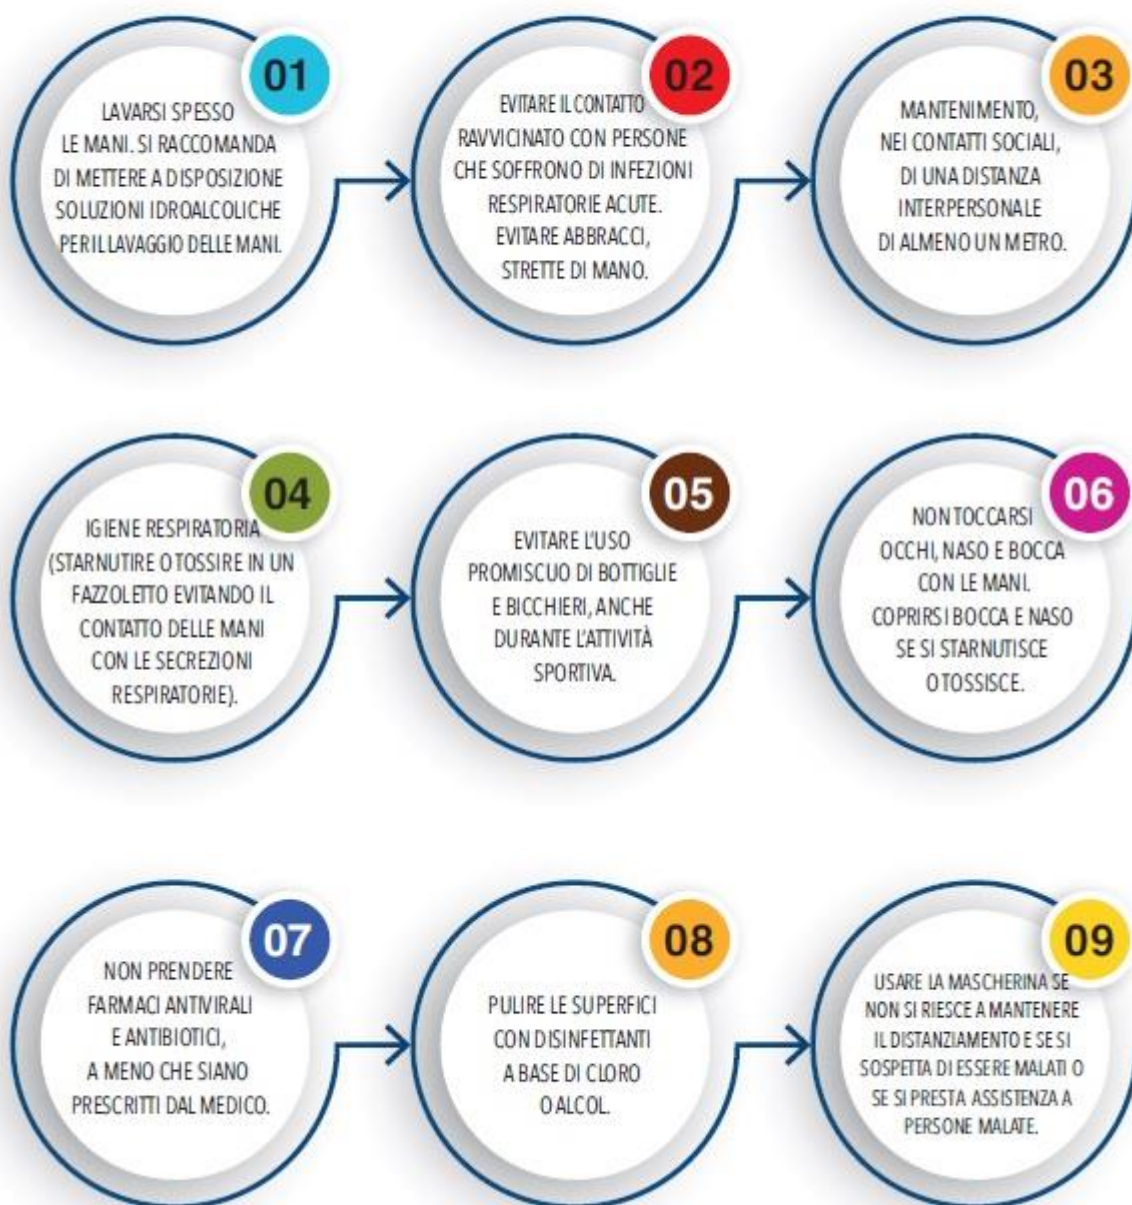 01
LAVARSI SPESSO
LE MANI. SI RACCOMANDA
DI METTERE A DISPOSIZIONE
SOLUZIONI IDROALCOLICHE
PER IL LAVAGGIO DELLE MANI.
02
EVITARE IL CONTATTO
RAVVICINATO CON PERSONE
CHE SOFFRONO DI INFEZIONI
RESPIRATORIE ACUTE.
EVITARE ABBRACCI,
STRETTE DI MANO.
03
MANTENIMENTO,
NEI CONTATTI SOCIALI,
DI UNA DISTANZA
INTERPERSONALE
DI ALMENO UN METRO.
04
IGIENE RESPIRATORIA
(STARNUTIRE O TOSSIRE IN UN
FAZZOLETTO EVITANDO IL
CONTATTO DELLE MANI
CON LE SECREZIONI
RESPIRATORIE).
05
EVITARE L'USO
PROMISCUO DI BOTTIGLIE
E BICCHIERI, ANCHE
DURANTE L'ATTIVITÀ
SPORTIVA.
06
NON TOCCARSI
OCCHI, NASO E BOCCA
CON LE MANI.
COPRIRSI BOCCA E NASO
SE SI STARNUTISCE
O TOSSISCE.
07
NON PRENDERE
FARMACI ANTIVIRALI
E ANTIBIOTICI,
A MENO CHE SIANO
PRESCRITTI DAL MEDICO.
08
PULIRE LE SUPERFICI
CON DISINFETTANTI
A BASE DI CLORO
O ALCOL.
09
USARE LA MASCHERINA SE
NON SI RIESCE A MANTENERE
IL DISTANZIAMENTO E SE SI
SOSPETTA DI ESSERE MALATI O
SE SI PRESTA ASSISTENZA A
PERSONE MALATE.